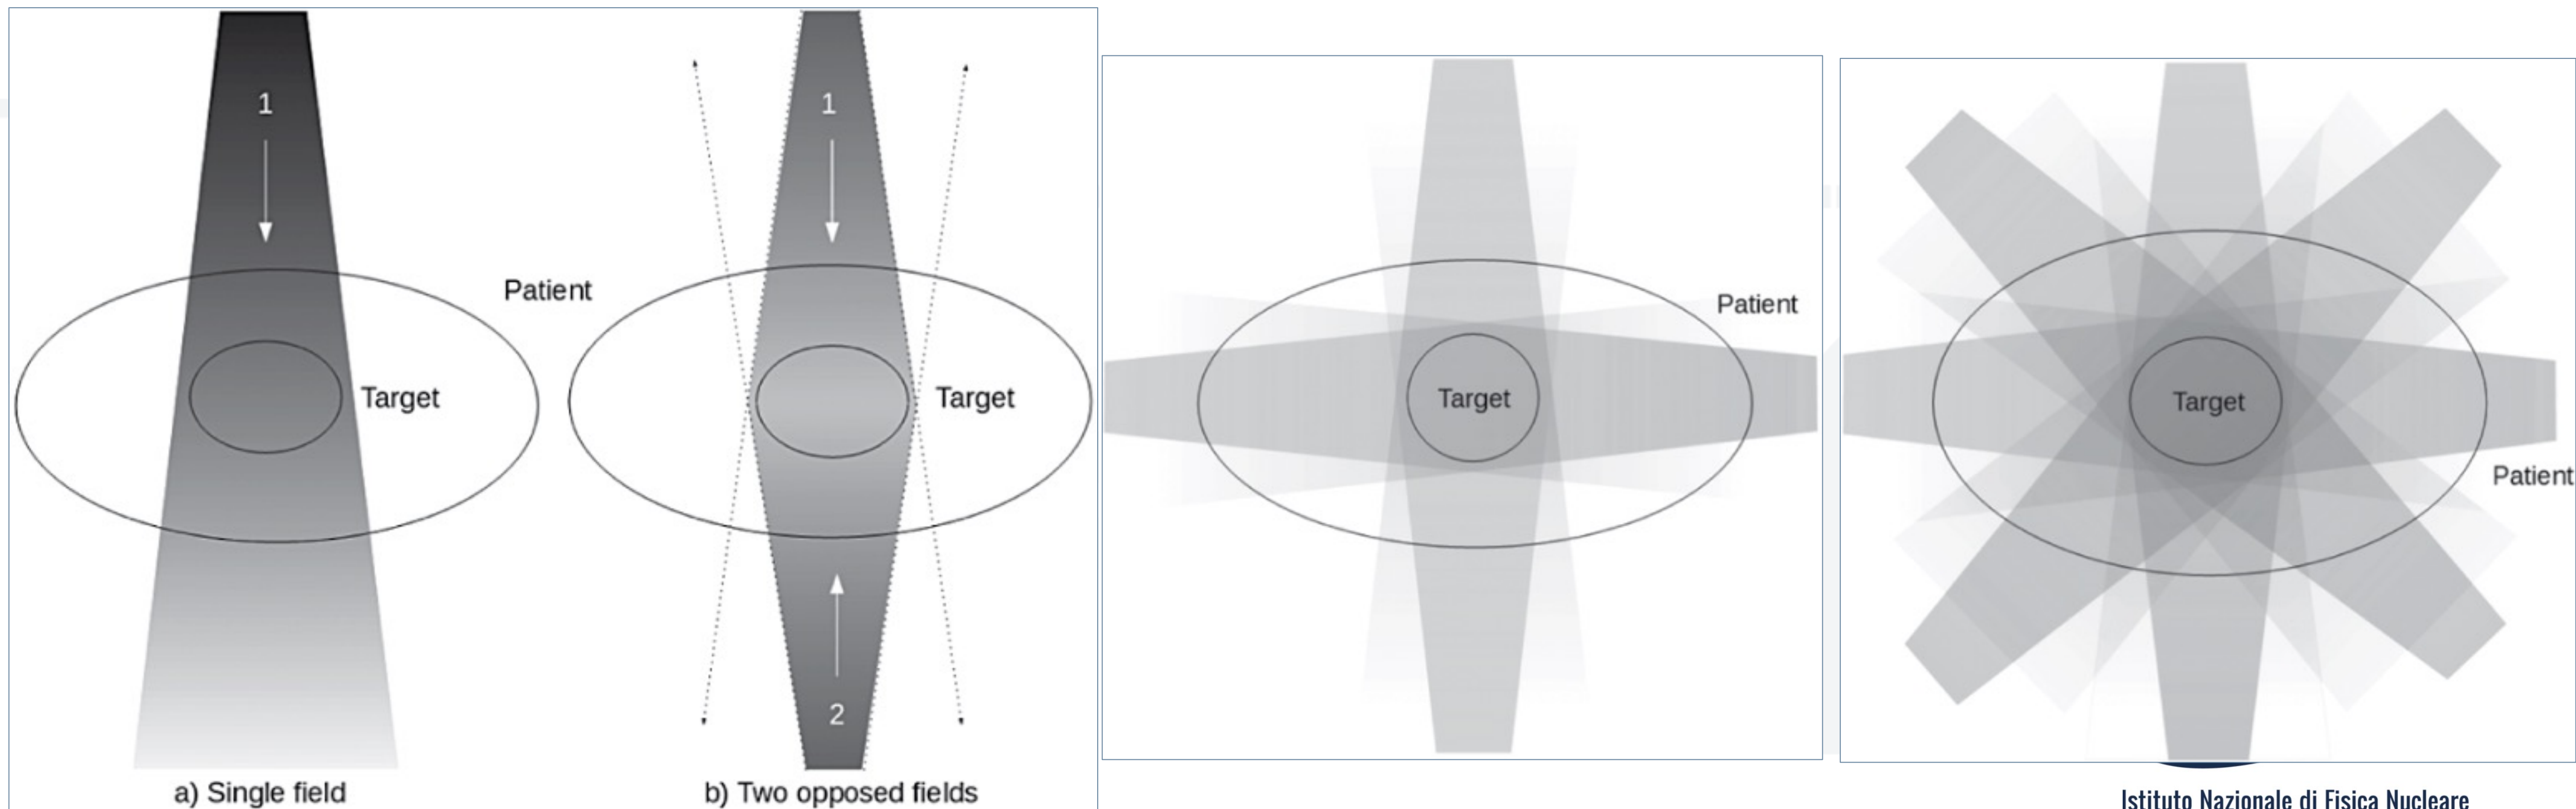 1
Patient
Target
a) Single field
1
Target
2
b) Two opposed fields
Patient
Target
Target
Patient
Istituto Nazionale di Fisica Nucleare